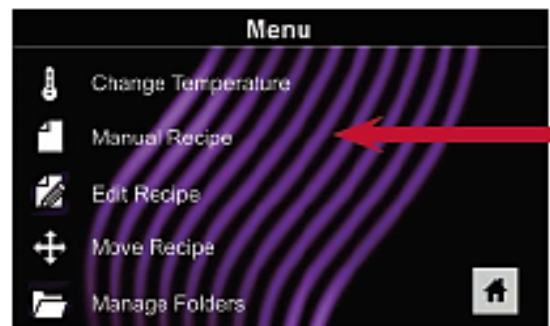 Menu
Change Temperature
Manual Recipe
Edit Recipe
Move Recipe
Manage Folders